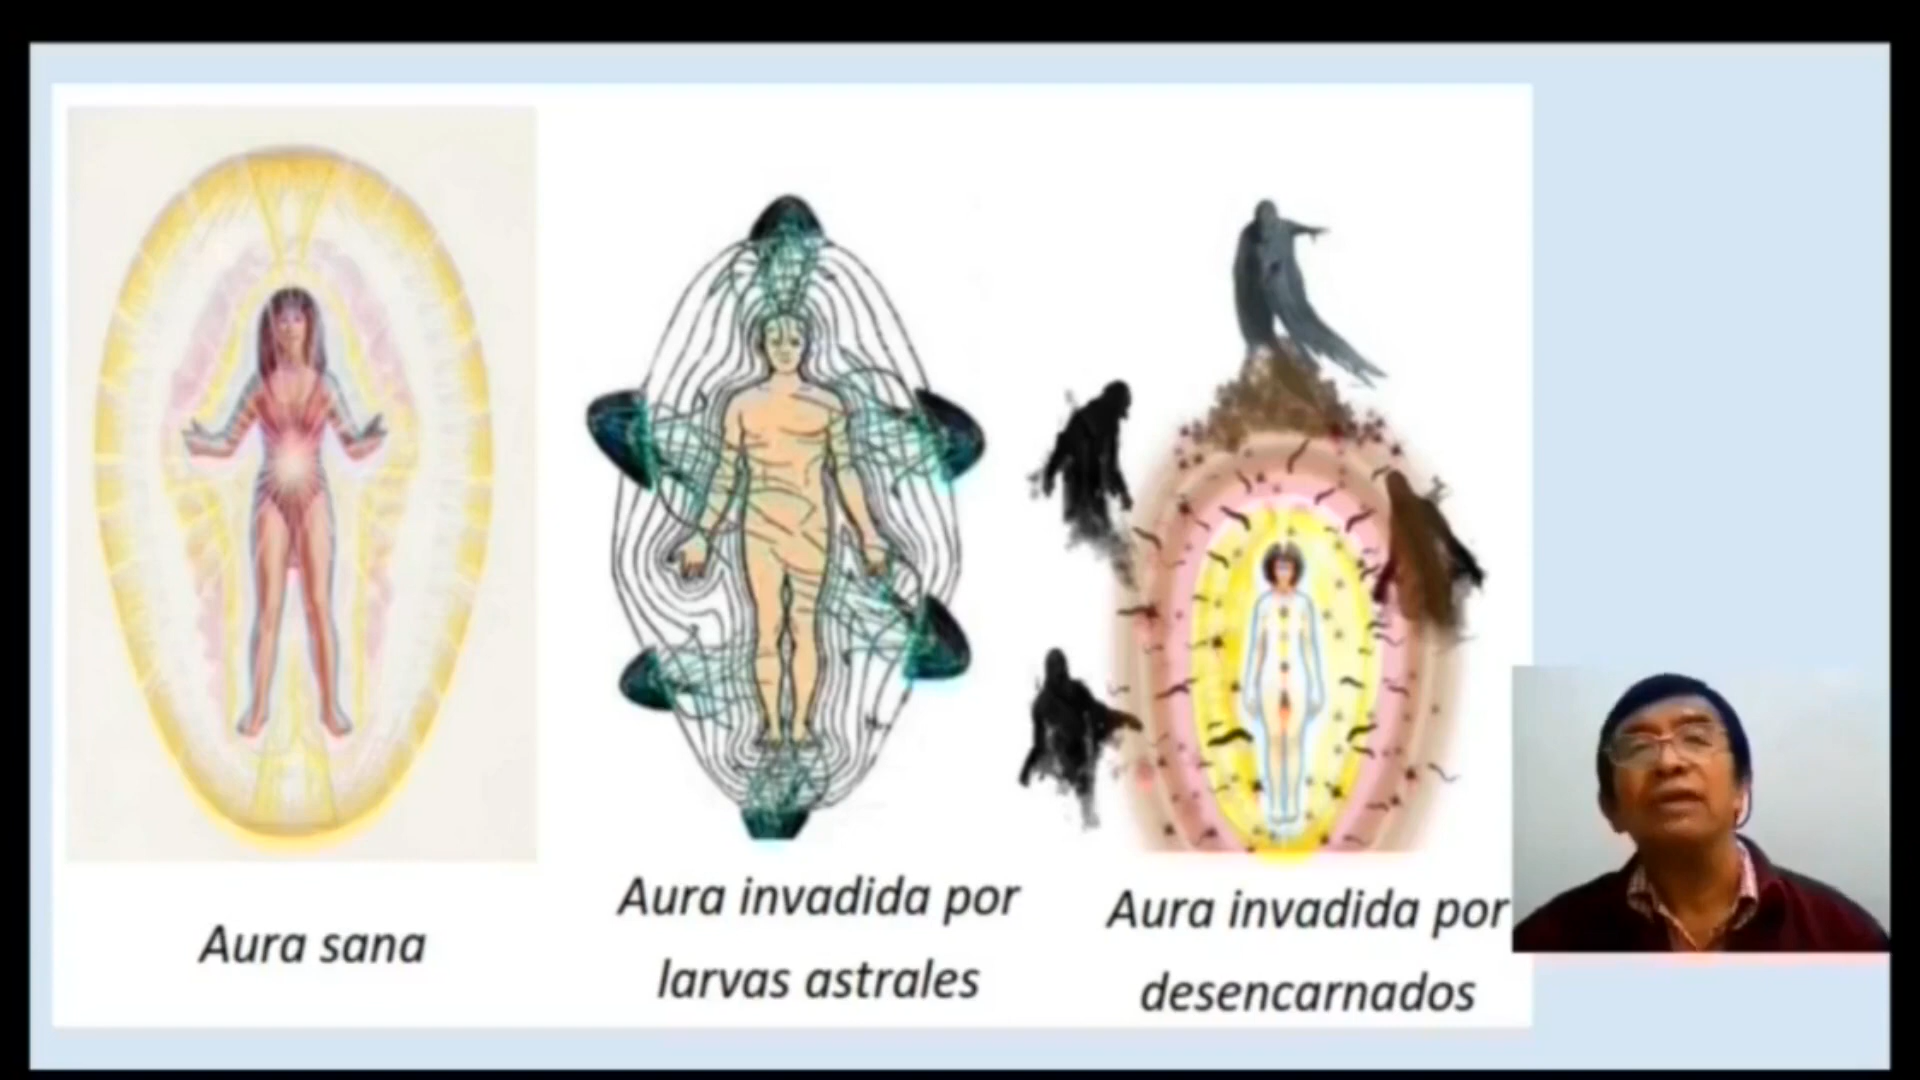 Aura sana
Aura invadida por
larvas astrales
Aura invadida por
desencarnados